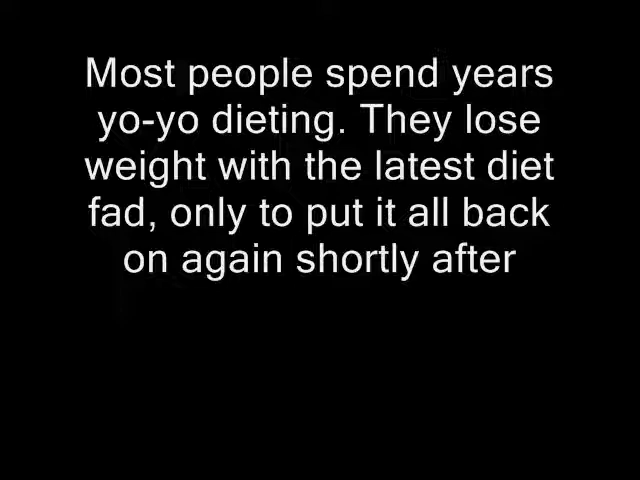 Most people spend years
yo-yo dieting. They lose
weight with the latest diet
fad, only to put it all back
on again shortly after